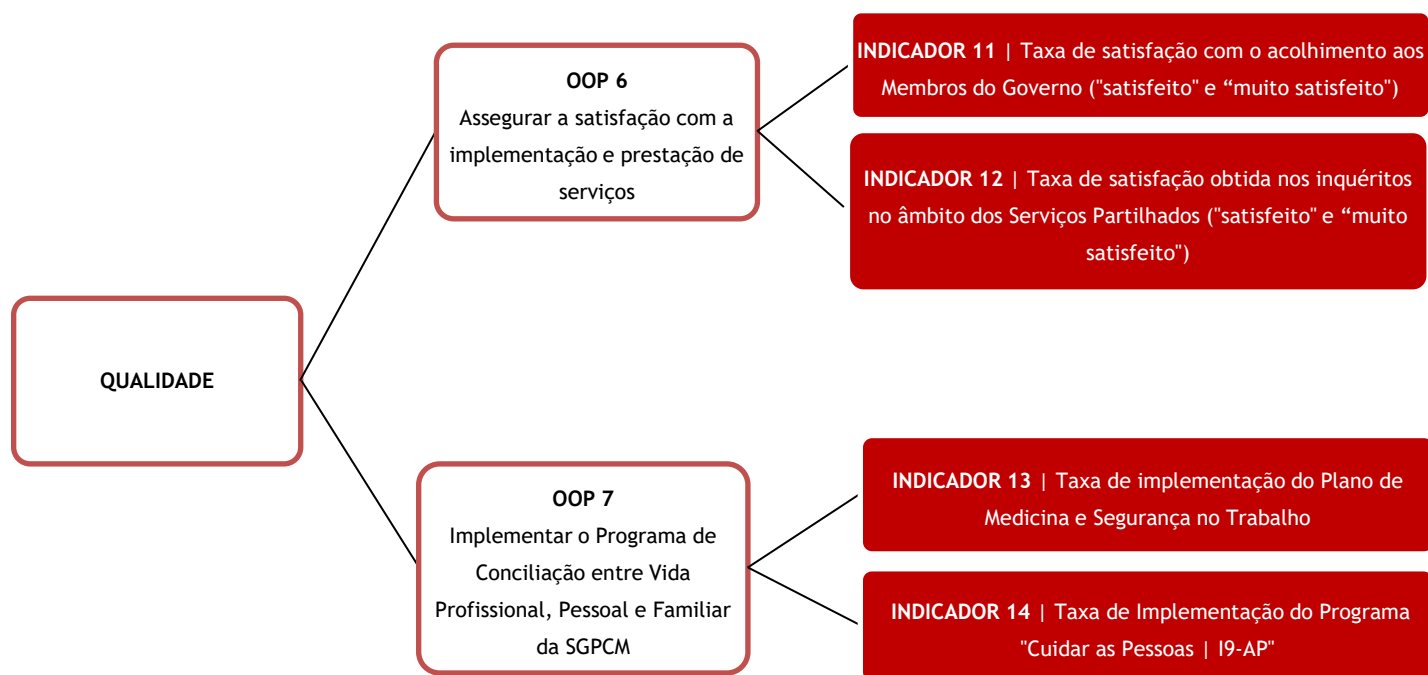 QUALIDADE
OOP 6
Assegurar a satisfação com a
implementação e prestação de
serviços
INDICADOR 11 | Taxa de satisfação com o acolhimento aos
Membros do Governo ("satisfeito" e “muito satisfeito")
INDICADOR 12 | Taxa de satisfação obtida nos inquéritos
no âmbito dos Serviços Partilhados ("satisfeito" e “muito
satisfeito")
OOP 7
Implementar o Programa de
Conciliação entre Vida
Profissional, Pessoal e Familiar
da SGPCM
INDICADOR 13 | Taxa de implementação do Plano de
Medicina e Segurança no Trabalho
INDICADOR 14 | Taxa de Implementação do Programa
"Cuidar as Pessoas | I9-AP"